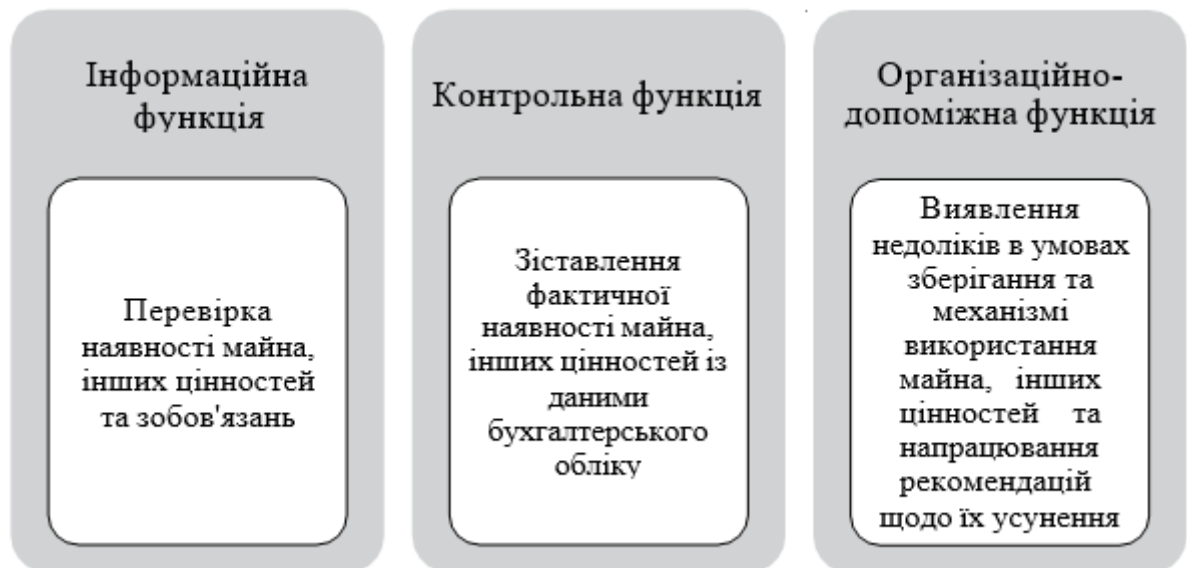 Інформаційна
функція
Перевірка
наявності майна,
інших цінностей
та зобов'язань
Контрольна функція
Зіставлення
фактичної
наявності майна,
інших цінностей із
даними
бухгалтерського
обліку
Організаційно-
допоміжна функція
Виявлення
недоліків в умовах
зберігання та
механізмі
використання
майна, інших
цінностей та
напрацювання
рекомендацій
щодо їх усунення